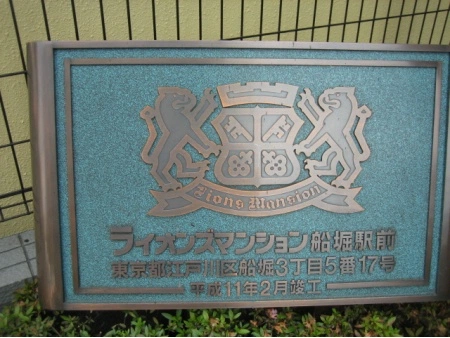 Lions Mansion
ライオンズマンション船堀駅前
東京都江戸川区船堀3丁目5番17号
平成11年2月竣工